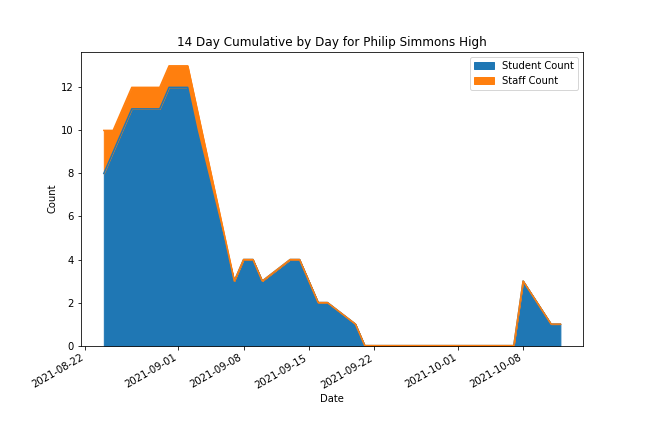 14 Day Cumulative by Day for Philip Simmons High
Student Count
Staff Count
12
10
8
6
4
2
0
Count
2021-08-22
2021-09-01
2021-09-08
2021-09-15
2021-09-22
2021-10-01
2021-10-08
Date